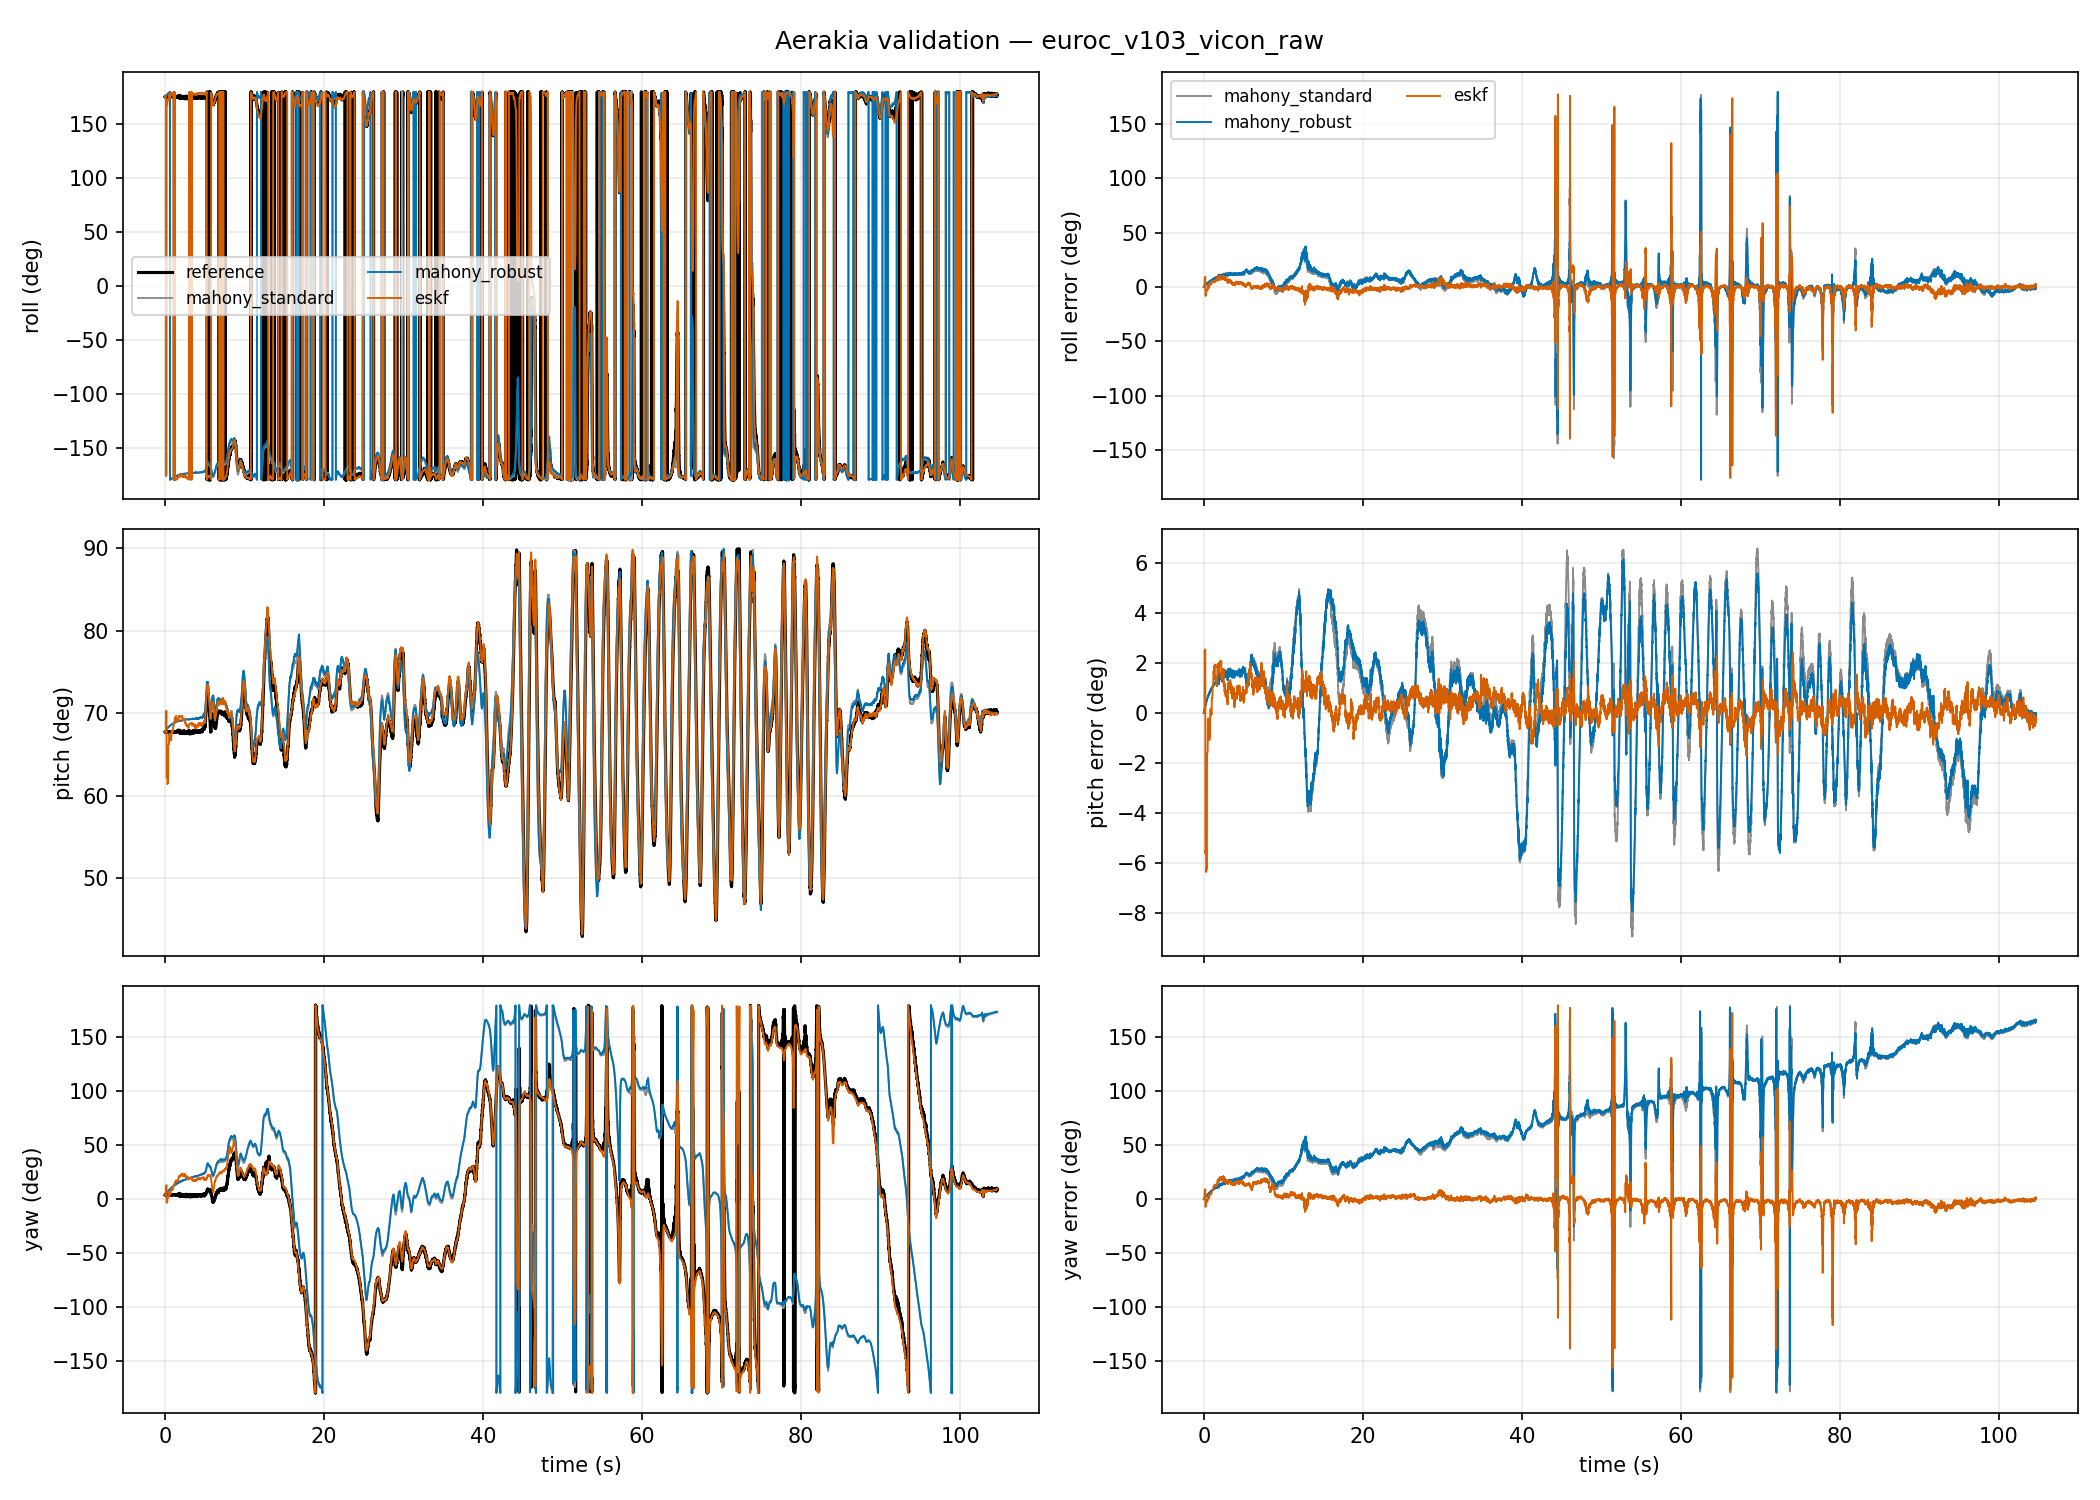 Aerakia validation — euroc_v103_vicon_raw
roll (deg)
150
100
50
0
−50
−100
−150
reference
mahony_standard
mahony_robust
eskf
roll error (deg)
150
100
50
0
−50
−100
−150
mahony_standard
mahony_robust
eskf
pitch (deg)
90
80
70
60
50
pitch error (deg)
6
4
2
0
−2
−4
−6
−8
yaw (deg)
150
100
50
0
−50
−100
−150
0 20 40 60 80 100
time (s)
yaw error (deg)
150
100
50
0
−50
−100
−150
0 20 40 60 80 100
time (s)